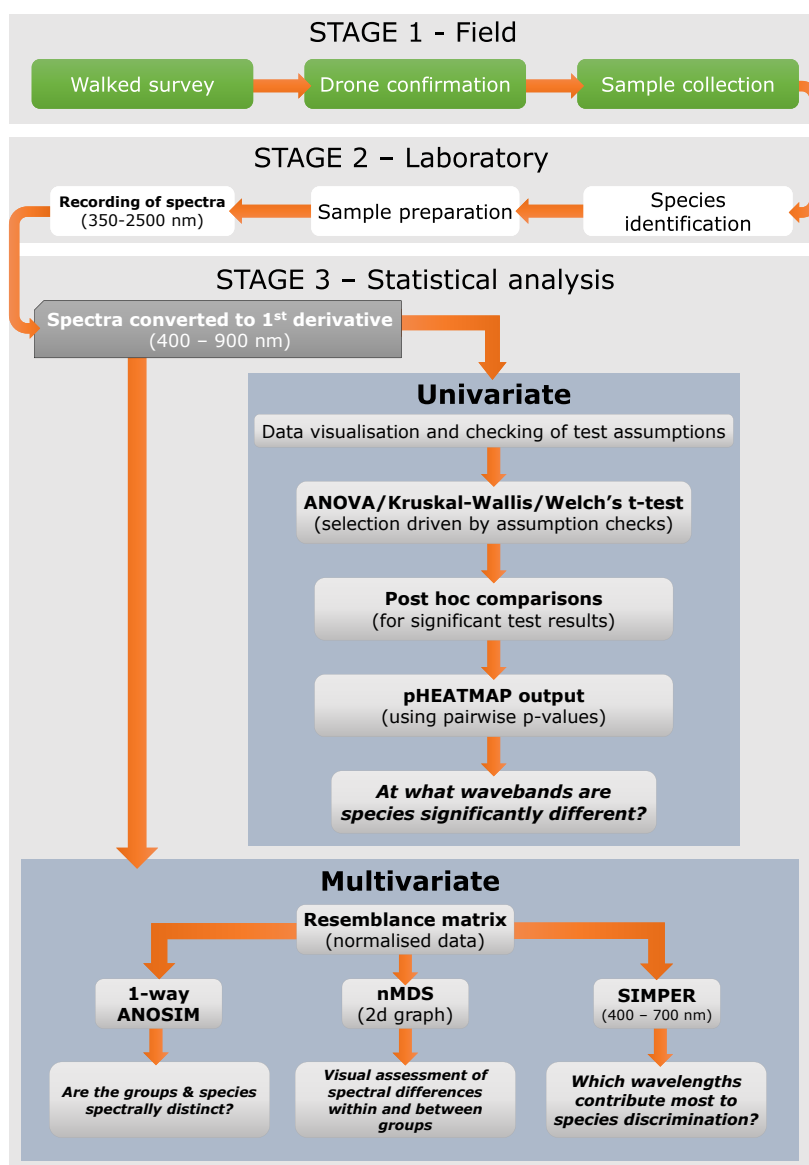 STAGE 1 - Field
Walked survey
Drone confirmation
Sample collection
STAGE 2 – Laboratory
Recording of spectra
(350-2500 nm)
Sample preparation
Species
identification
STAGE 3 – Statistical analysis
Spectra converted to 1st derivative
(400 – 900 nm)
Univariate
Data visualisation and checking of test assumptions
ANOVA/Kruskal-Wallis/Welch's t-test
(selection driven by assumption checks)
Post hoc comparisons
(for significant test results)
pHEATMAP output
(using pairwise p-values)
At what wavebands are
species significantly different?
Multivariate
Resemblance matrix
(normalised data)
1-way
ANOSIM
nMDS
(2d graph)
SIMPER
(400 – 700 nm)
Are the groups & species
spectrally distinct?
Visual assessment of
spectral differences
within and between
groups
Which wavelengths
contribute most to
species discrimination?